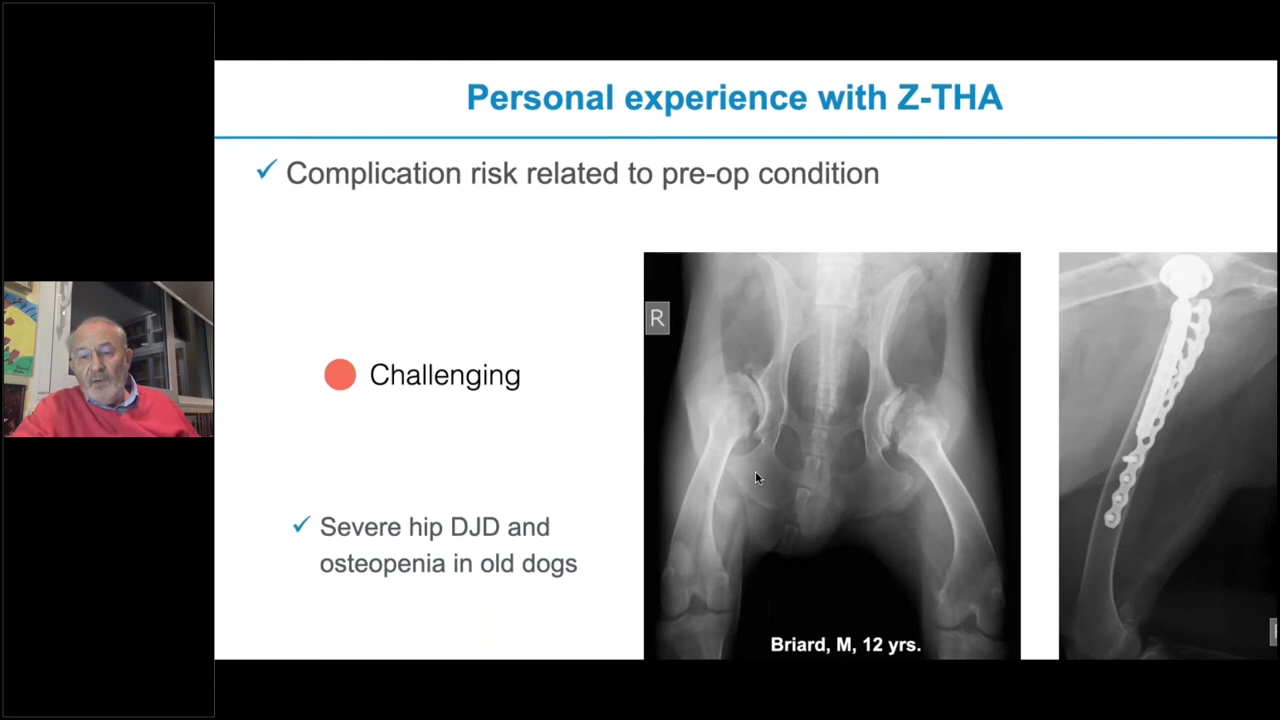 Personal experience with Z-THA
✓ Complication risk related to pre-op condition
R
Challenging
✓ Severe hip DJD and
osteopenia in old dogs
Briard, M, 12 yrs.